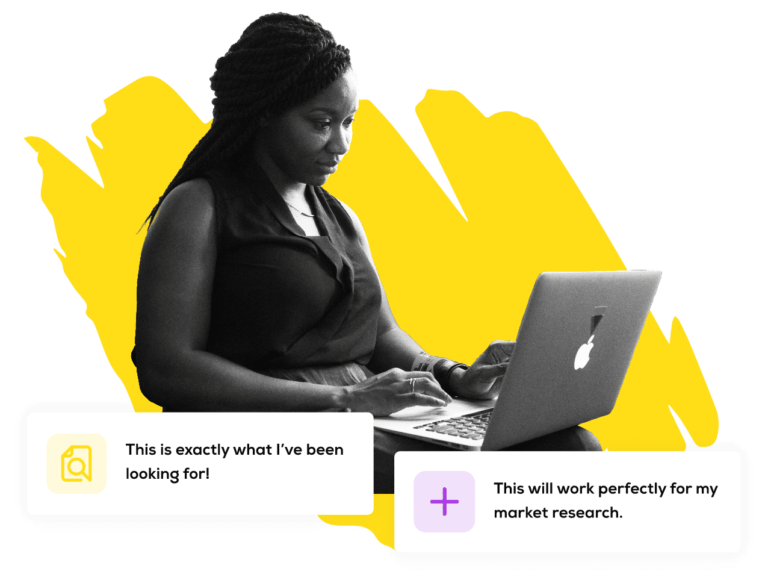 This is exactly what I’ve been
looking for!
This will work perfectly for my
market research.